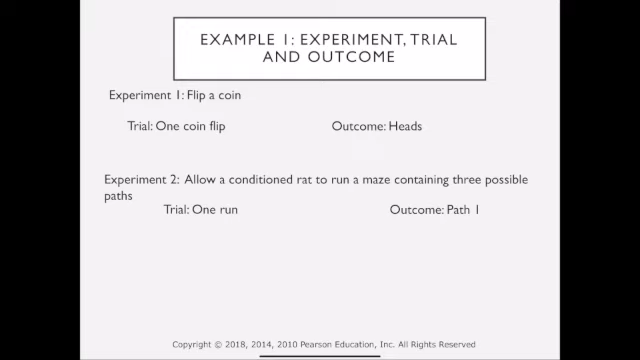 EXAMPLE 1: EXPERIMENT, TRIAL
AND OUTCOME
Experiment 1: Flip a coin
Trial: One coin flip Outcome: Heads
Experiment 2: Allow a conditioned rat to run a maze containing three possible
paths
Trial: One run Outcome: Path 1
Copyright © 2018, 2014, 2010 Pearson Education, Inc. All Rights Reserved